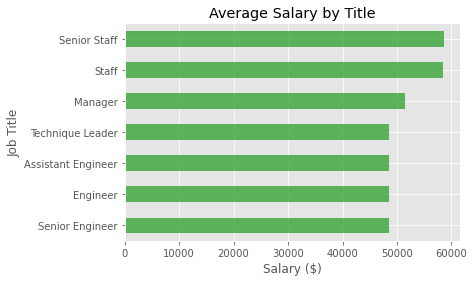 Average Salary by Title
Senior Staff
Staff
Manager
Technique Leader
Assistant Engineer
Engineer
Senior Engineer
Job Title
0 10000 20000 30000 40000 50000 60000
Salary ($)